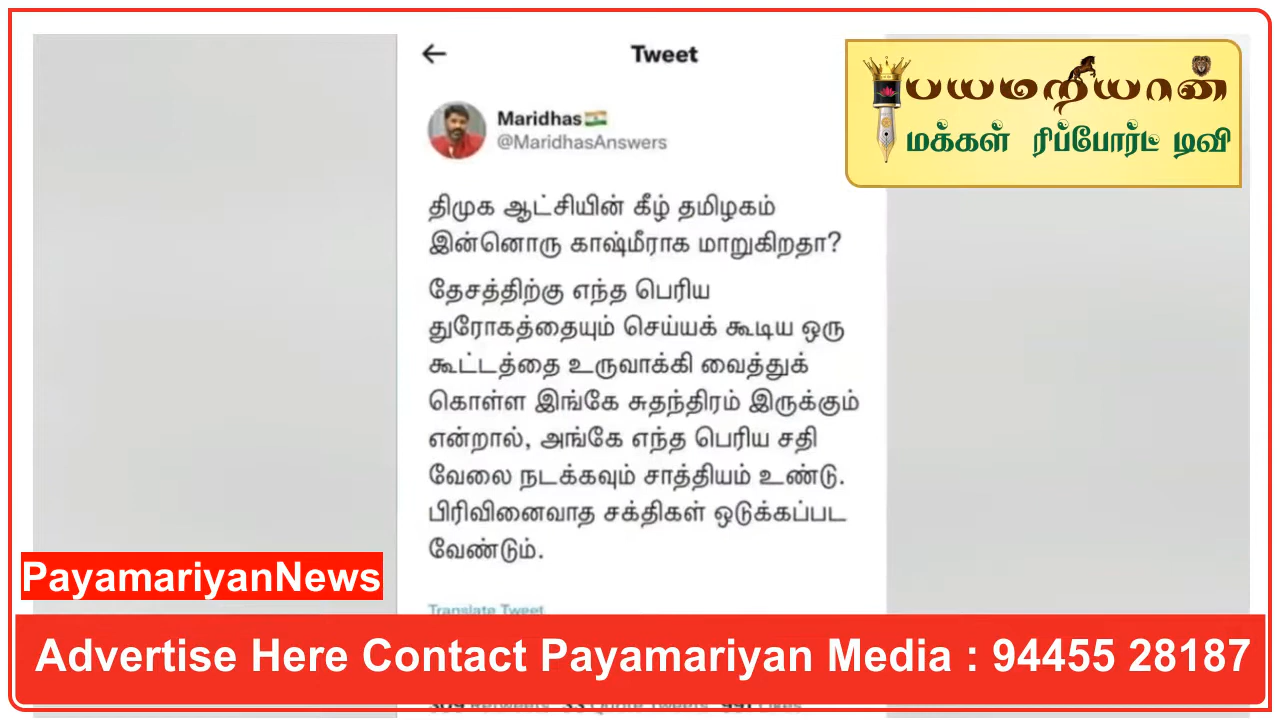 Tweet
Maridhas
@MaridhasAnswers
திமுக ஆட்சியின் கீழ் தமிழகம்
இன்னொரு காஷ்மீராக மாறுகிறதா?
தேசத்திற்கு எந்த பெரிய
துரோகத்தையும் செய்யக் கூடிய ஒரு
கூட்டத்தை உருவாக்கி வைத்துக்
கொள்ள இங்கே சுதந்திரம் இருக்கும்
என்றால், அங்கே எந்த பெரிய சதி
வேலை நடக்கவும் சாத்தியம் உண்டு.
பிரிவினைவாத சக்திகள் ஒடுக்கப்பட
வேண்டும்.
Translate Tweet
பயமறியான்
மக்கள் ரிப்போர்ட் டிவி
PayamariyanNews
Advertise Here Contact Payamariyan Media : 94455 28187